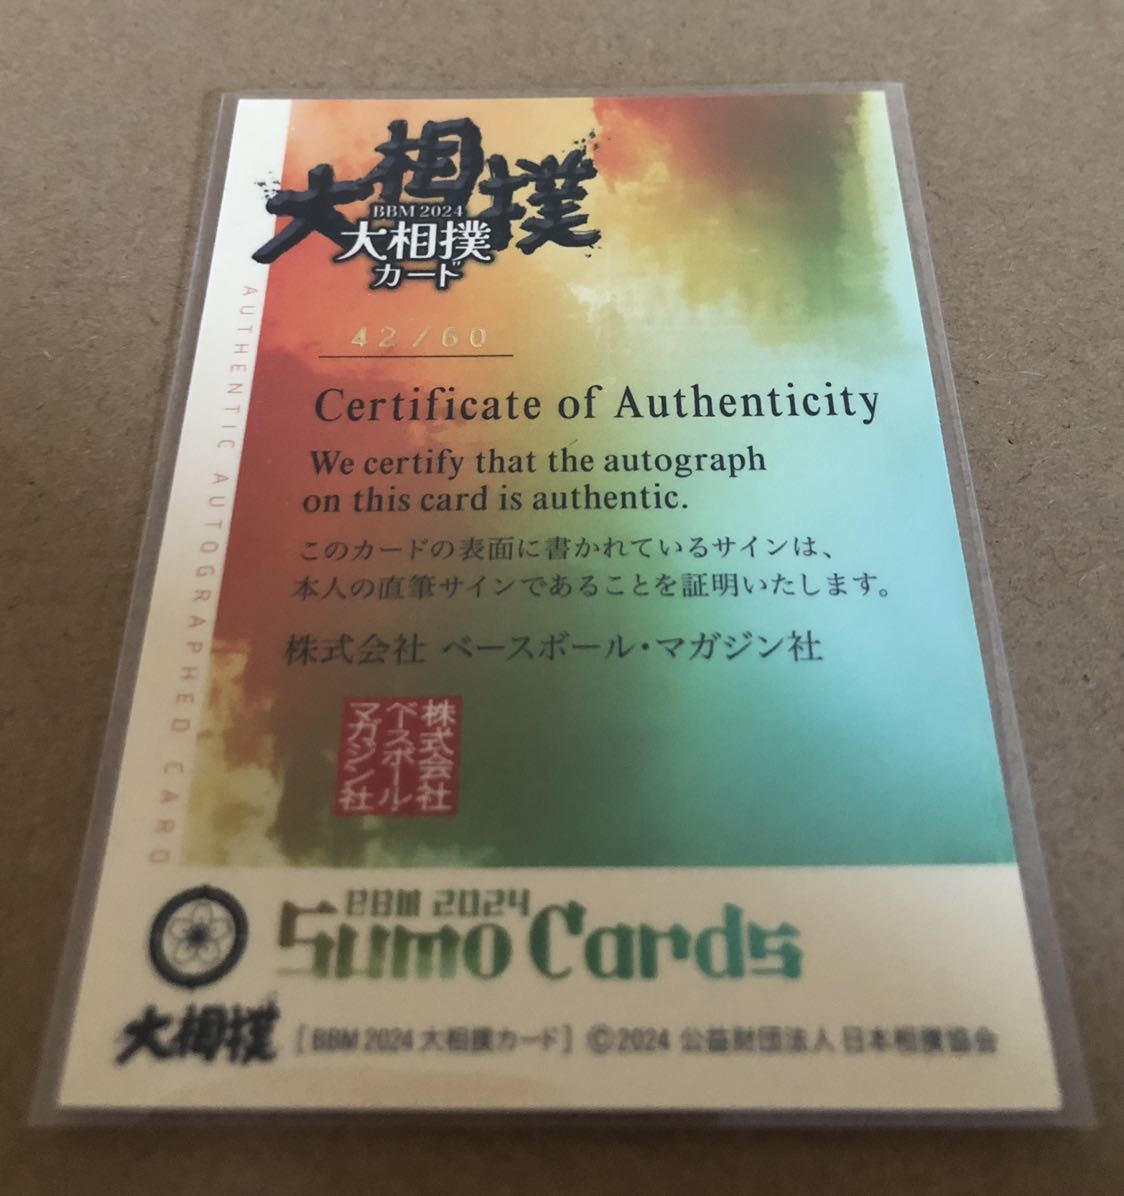 大相撲
BBM 2024
大相撲
カード
42/60
Certificate of Authenticity
We certify that the autograph
on this card is authentic.
このカードの表面に書かれているサインは、
本人の直筆サインであることを証明いたします。
株式会社 ベースボール・マガジン社
株式会社
ベースボール・
マガジン社
AUTHENTIC AUTOGRAPHED CARD
BBM 2024
Sumo Cards
大相撲
[BBM 2024 大相撲カード] ©2024 公益財団法人 日本相撲協会